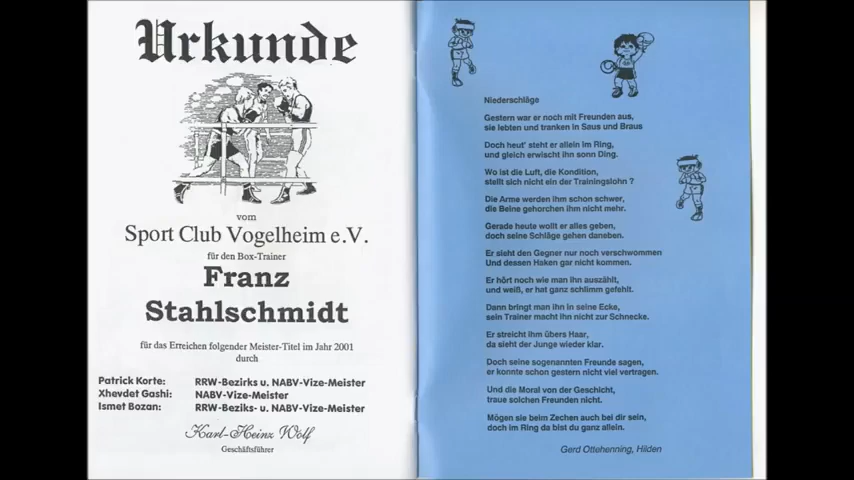 Urkunde
vom
Sport Club Vogelheim e.V.
für den Box-Trainer
Franz
Stahlschmidt
für das Erreichen folgender Meister-Titel im Jahr 2001
durch
Patrick Korte: RRW-Bezirks u. NABV-Vize-Meister
Xhevdet Gashi: NABV-Vize-Meister
Ismet Bozan: RRW-Beziks- u. NABV-Vize-Meister
Karl-Heinz Wölf
Geschäftsführer
Niederschläge
Gestern war er noch mit Freunden aus,
sie lebten und tranken in Saus und Braus
Doch heut' steht er allein im Ring,
und gleich erwischt ihn sonn Ding.
Wo ist die Luft, die Kondition,
stellt sich nicht ein der Trainingslohn ?
Die Arme werden ihm schon schwer,
die Beine gehorchen ihm nicht mehr.
Gerade heute wollt er alles geben,
doch seine Schläge gehen daneben.
Er sieht den Gegner nur noch verschwommen
Und dessen Haken gar nicht kommen.
Er hört noch wie man ihn auszählt,
und weiß, er hat ganz schlimm gefehlt.
Dann bringt man ihn in seine Ecke,
sein Trainer macht ihn nicht zur Schnecke.
Er streicht ihm übers Haar,
da sieht der Junge wieder klar.
Doch seine sogenannten Freunde sagen,
er konnte schon gestern nicht viel vertragen.
Und die Moral von der Geschicht,
traue solchen Freunden nicht.
Mögen sie beim Zechen auch bei dir sein,
doch im Ring da bist du ganz allein.
Gerd Ottehenning, Hilden